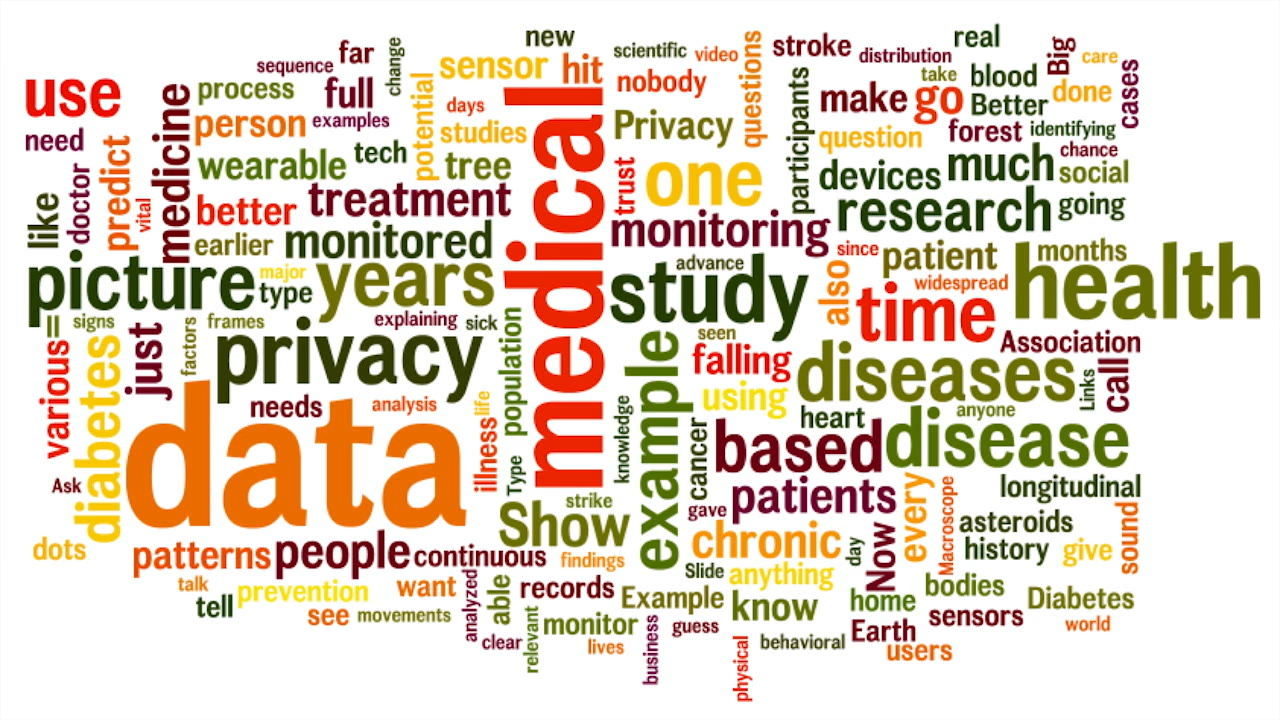 new
real
far
change
scientific
video
stroke
distribution
Big
care
sequence
sensor
hit
questions
take
blood
cases
use
process
full
potential
nobody
participants
make
go
Better
done
medicine
person
examples
days
studies
medical
Privacy
question
forest
identifying
need
predict
wearable
tech
tree
trust
one
devices
much
chance
social
like
doctor
vital
better
treatment
monitoring
research
going
earlier
monitored
since
patient
months
picture
major
type
years
advance
study
also
widespread
time
health
various=
signs
just
factors
frames
explaining
sick
population
seen
Association
diabetes
privacy
example
falling
diseases
Links
call
needs
analysis
life
using
heart
anyone
data
illness
knowledge
cancer
based
disease
Ask
Type
strike
gave
patients
every
Macroscope
longitudinal
dots
Show
chronic
day
Now
asteroids
sound
patterns
people
continuous
findings
history
give
talk
prevention
want
analyzed
able
records
Slide
anything
bodies
tell
see
movements
relevant
monitor
Example
know
home
sensors
Diabetes
clear
lives
business
guess
physical
behavioral
Earth
users
world